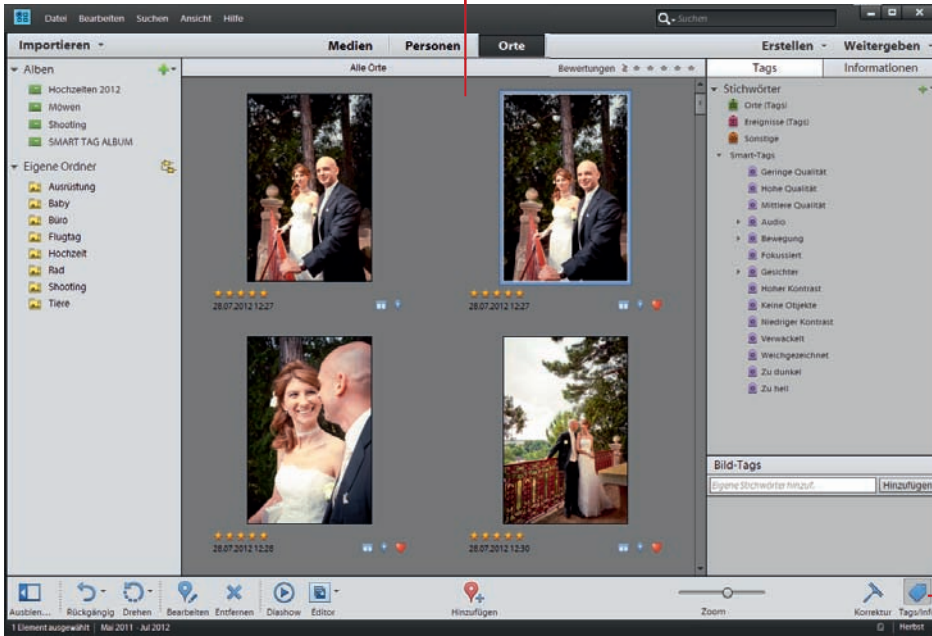 Datei Bearbeiten Suchen Ansicht Hilfe
Suchen
Importieren
Medien Personen Orte
Erstellen Weitergeben
Alben
Hochzeiten 2012
Möwen
Shooting
SMART TAG ALBUM
Eigene Ordner
Ausrüstung
Baby
Büro
Flugtag
Hochzeit
Rad
Shooting
Tiere
Alle Orte
Bewertungen ≥
28.07.2012 12:27
28.07.2012 12:27
28.07.2012 12:28
28.07.2012 12:30
Tags Informationen
Stichwörter
Orte (Tags)
Ereignisse (Tags)
Sonstige
Smart-Tags
Geringe Qualität
Hohe Qualität
Mittlere Qualität
Audio
Bewegung
Fokussiert
Gesichter
Hoher Kontrast
Keine Objekte
Niedriger Kontrast
Verwackelt
Weichgezeichnet
Zu dunkel
Zu hell
Bild-Tags
Eigene Stichwörter hinzuf...
Hinzufügen
Ausblen... Rückgängig Drehen Bearbeiten Entfernen Diashow Editor Hinzufügen Zoom Korrektur Tags/Inf
1 Element ausgewählt Mai 2011 - Jul 2012 Herbst